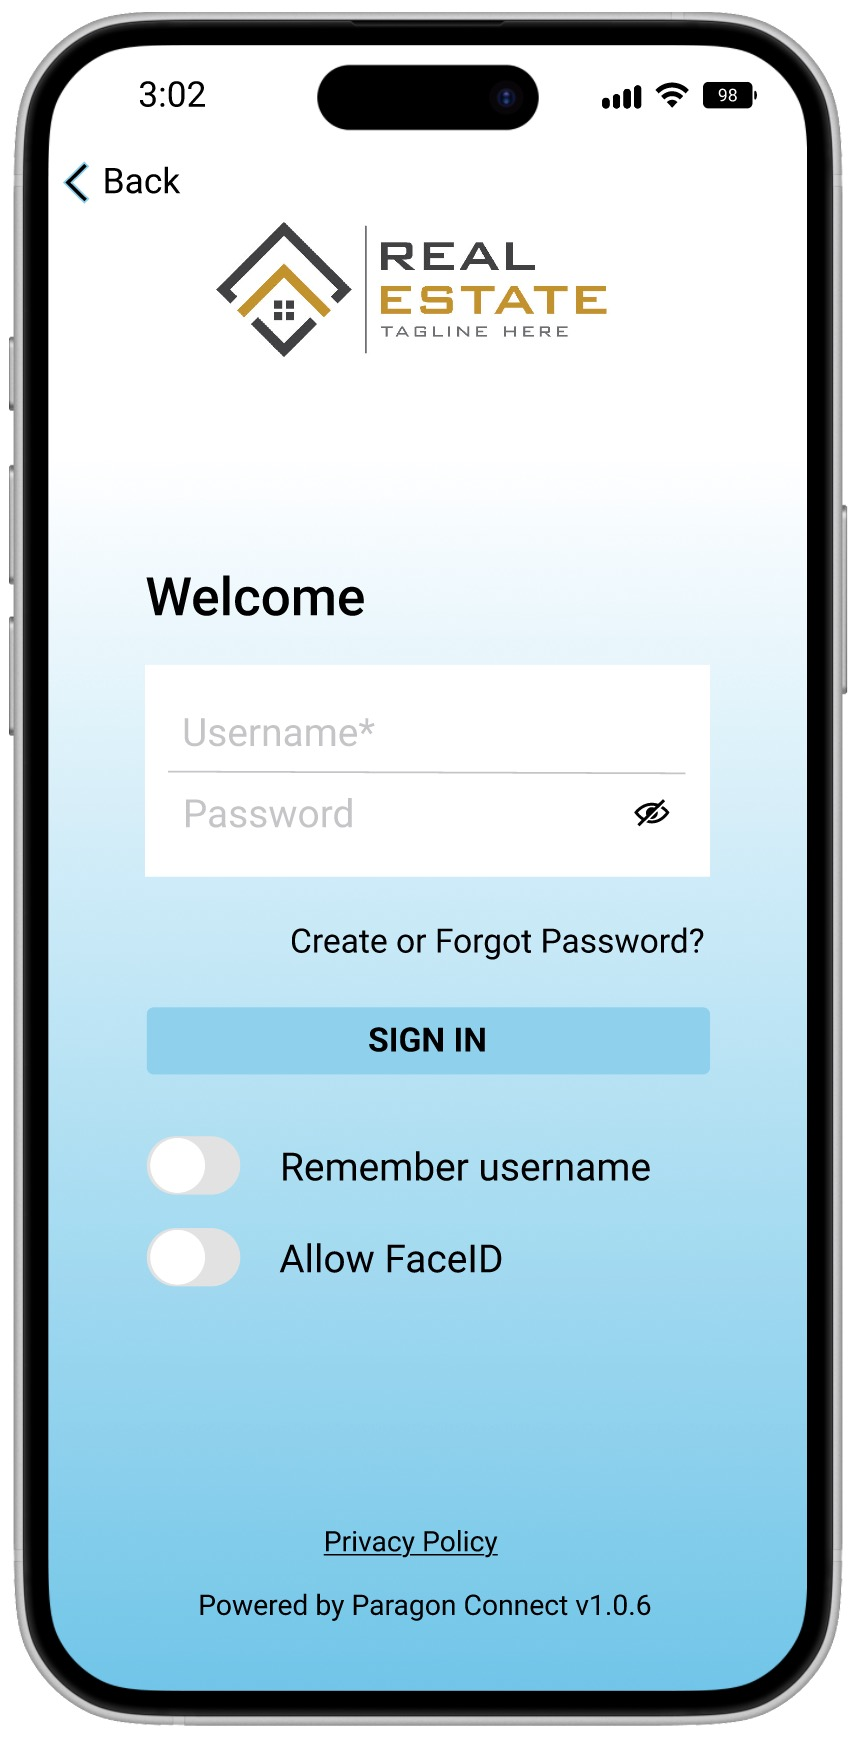 3:02
98
Back
REAL
ESTATE
TAGLINE HERE
Welcome
Username*
Password
Create or Forgot Password?
SIGN IN
Remember username
Allow FaceID
Privacy Policy
Powered by Paragon Connect v1.0.6